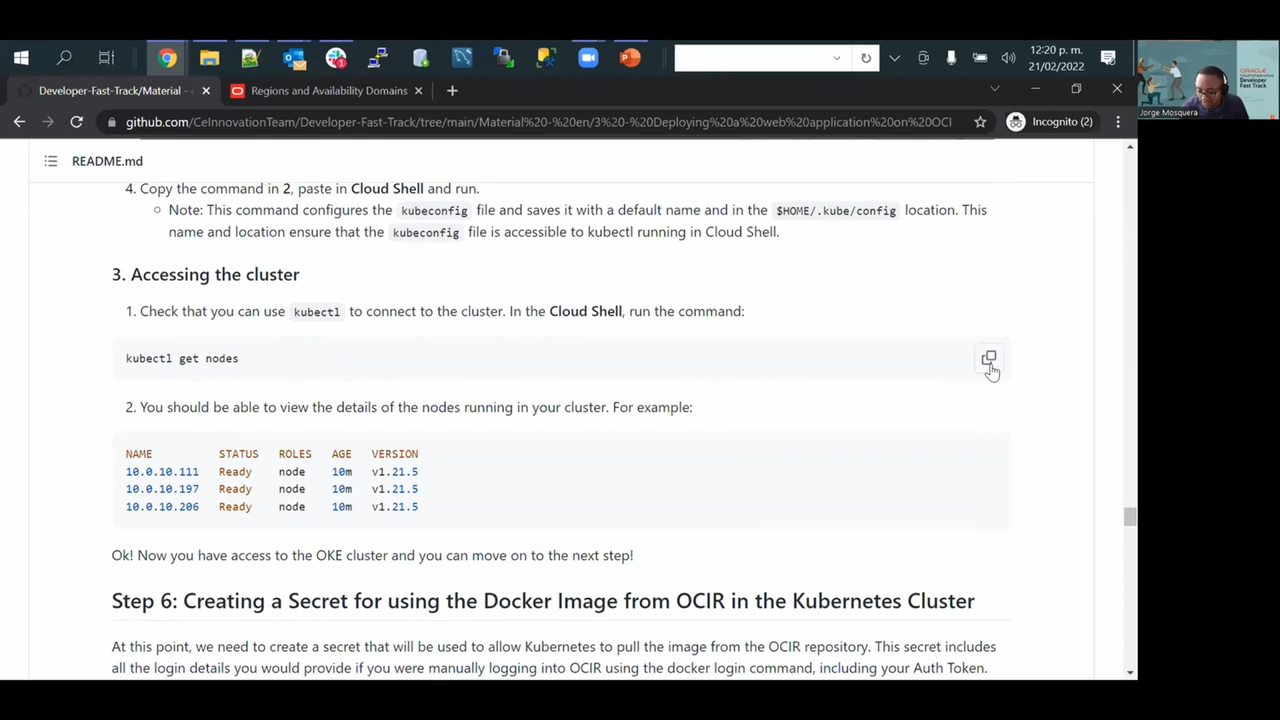 12:20 p.m.
21/02/2022
Developer-Fast-Track/Material -
Regions and Availability Domains
github.com/CeInnovationTeam/Developer-Fast-Track/tree/main/Material%20-%20en/3%20-%20Deploying%20a%20web%20application%20on%20OCI
Incognito (2)
ORACLE
Cloud Infrastructure
Developer
Fast Track
Jorge Mosquera
README.md
4. Copy the command in 2, paste in Cloud Shell and run.
Note: This command configures the kubeconfig file and saves it with a default name and in the $HOME/.kube/config location. This
name and location ensure that the kubeconfig file is accessible to kubectl running in Cloud Shell.
3. Accessing the cluster
1. Check that you can use kubectl to connect to the cluster. In the Cloud Shell, run the command:
kubectl get nodes
2. You should be able to view the details of the nodes running in your cluster. For example:
NAME STATUS ROLES AGE VERSION
10.0.10.111 Ready node 10m v1.21.5
10.0.10.197 Ready node 10m v1.21.5
10.0.10.206 Ready node 10m v1.21.5
Ok! Now you have access to the OKE cluster and you can move on to the next step!
Step 6: Creating a Secret for using the Docker Image from OCIR in the Kubernetes Cluster
At this point, we need to create a secret that will be used to allow Kubernetes to pull the image from the OCIR repository. This secret includes
all the login details you would provide if you were manually logging into OCIR using the docker login command, including your Auth Token.